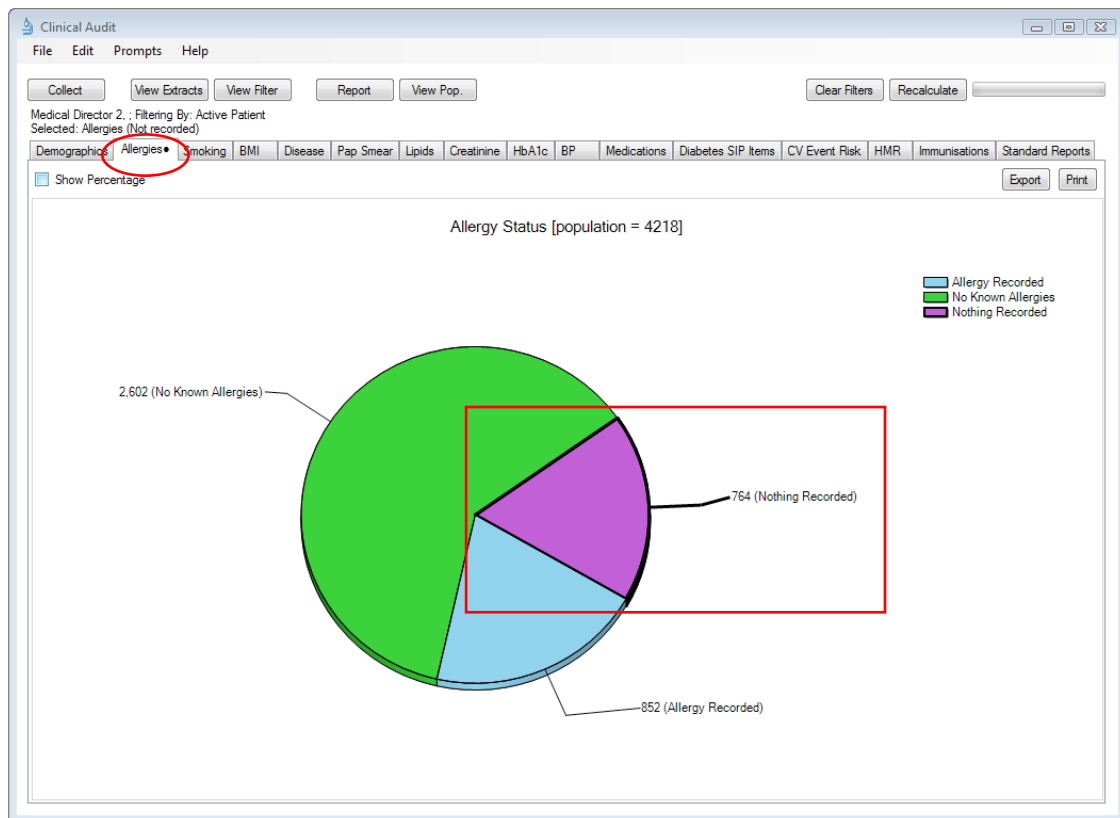 Clinical Audit
File Edit Prompts Help
Collect View Extracts View Filter Report View Pop. Clear Filters Recalculate
Medical Director 2, ; Filtering By: Active Patient
Selected: Allergies (Not recorded)
Demographics Allergies● Smoking BMI Disease Pap Smear Lipids Creatinine HbA1c BP Medications Diabetes SIP Items CV Event Risk HMR Immunisations Standard Reports
Show Percentage Export Print
Allergy Status [population = 4218]
Allergy Recorded
No Known Allergies
Nothing Recorded
2,602 (No Known Allergies)
764 (Nothing Recorded)
852 (Allergy Recorded)